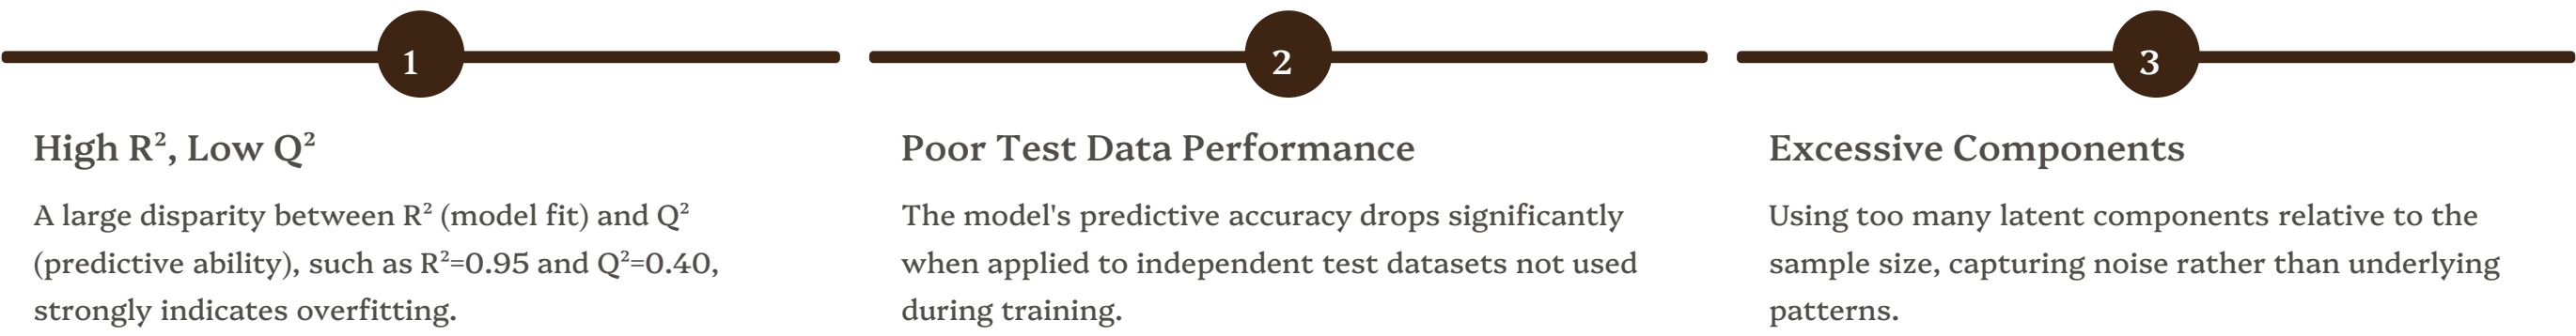 1
High R², Low Q²
A large disparity between R² (model fit) and Q²
(predictive ability), such as R²=0.95 and Q²=0.40,
strongly indicates overfitting.
2
Poor Test Data Performance
The model's predictive accuracy drops significantly
when applied to independent test datasets not used
during training.
3
Excessive Components
Using too many latent components relative to the
sample size, capturing noise rather than underlying
patterns.